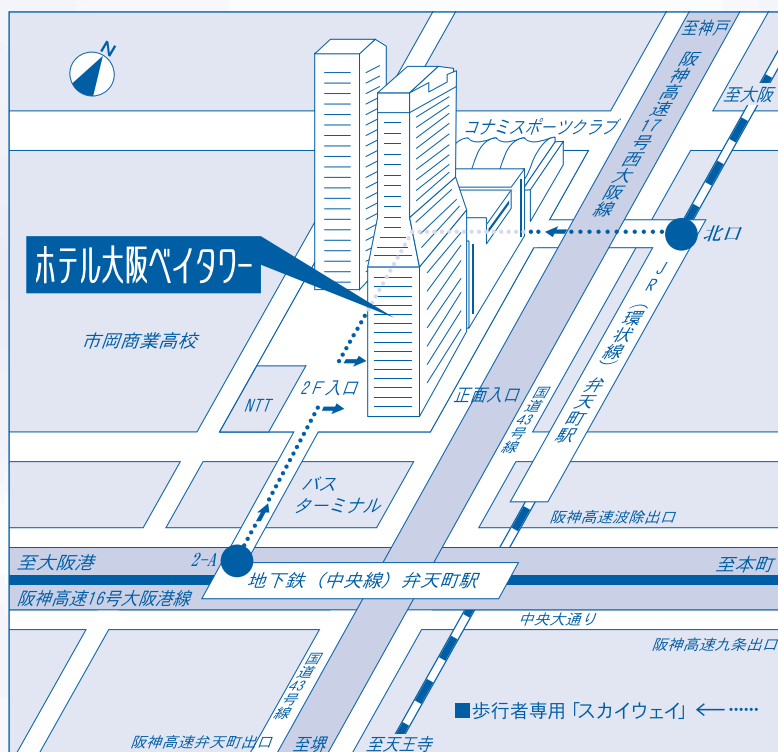 N
至神戸
阪神高速17号西大阪線
至大阪
コナミスポーツクラブ
北口
ホテル大阪ベイタワー
JR(環状線)弁天町駅
市岡商業高校
2F入口
NTT
正面入口
国道43号線
バス
ターミナル
阪神高速波除出口
2-A
至大阪港
地下鉄(中央線)弁天町駅
至本町
阪神高速16号大阪港線
中央大通り
阪神高速九条出口
国道43号線
■歩行者専用「スカイウェイ」
阪神高速弁天町出口
至堺
至天王寺